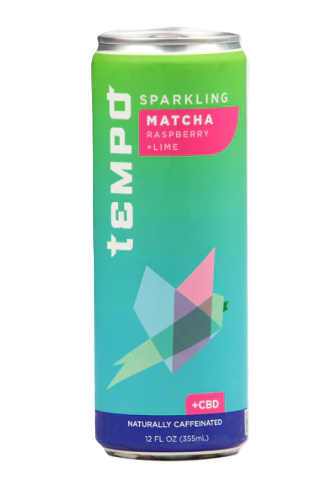 tEMPO
SPARKLING
MATCHA
RASPBERRY
+LIME
+CBD
NATURALLY CAFFEINATED
12 FL OZ (355mL)